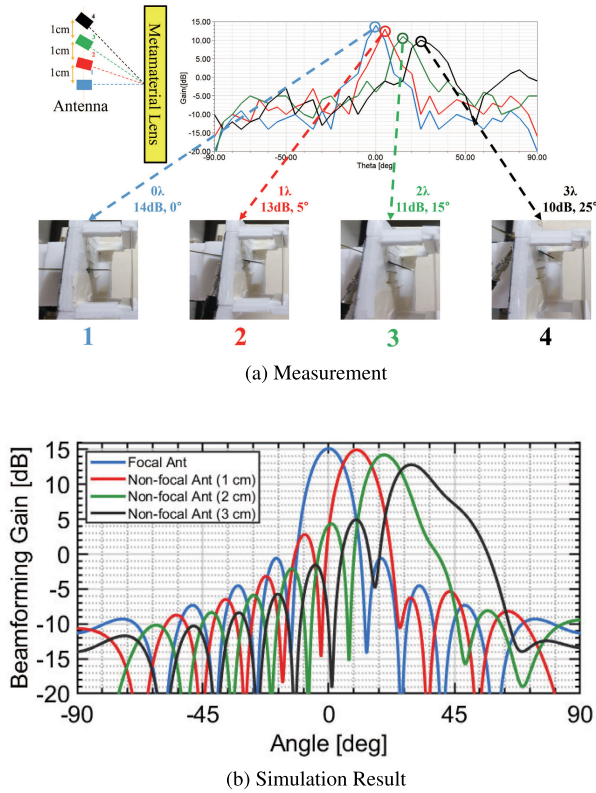 4
3
2
1
1cm
1cm
1cm
Antenna
Metamaterial Lens
Gain[dB]
15.00
10.00
5.00
0.00
-5.00
-10.00
-15.00
-20.00
-90.00
-50.00
0.00
50.00
90.00
Theta [deg]
0λ
14dB, 0°
1λ
13dB, 5°
2λ
11dB, 15°
3λ
10dB, 25°
1
2
3
4
(a) Measurement
Beamforming Gain [dB]
15
10
5
0
-5
-10
-15
-20
Focal Ant
Non-focal Ant (1 cm)
Non-focal Ant (2 cm)
Non-focal Ant (3 cm)
-90
-45
0
45
90
Angle [deg]
(b) Simulation Result